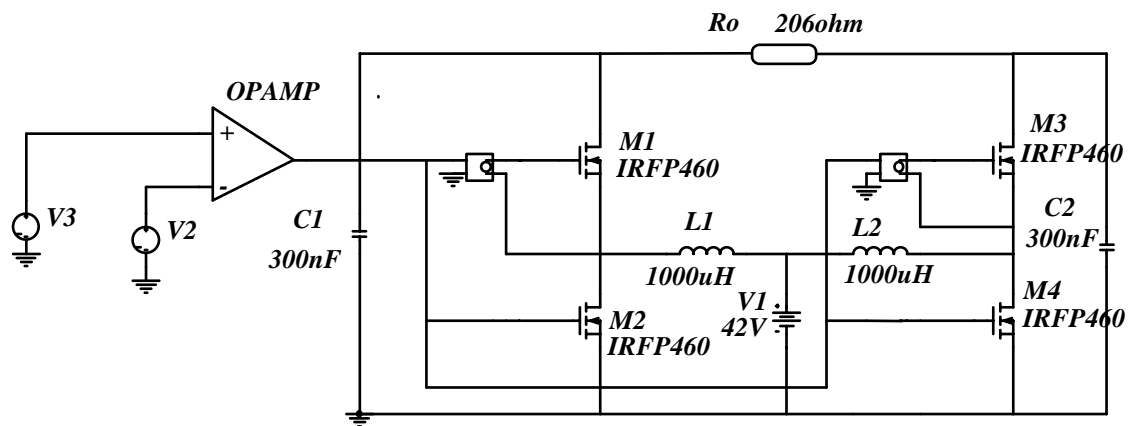 Ro 206ohm
OPAMP
+
-
M1
IRFP460
M3
IRFP460
V3
V2
C1
300nF
L1
1000uH
L2
1000uH
C2
300nF
V1
42V
M2
IRFP460
M4
IRFP460